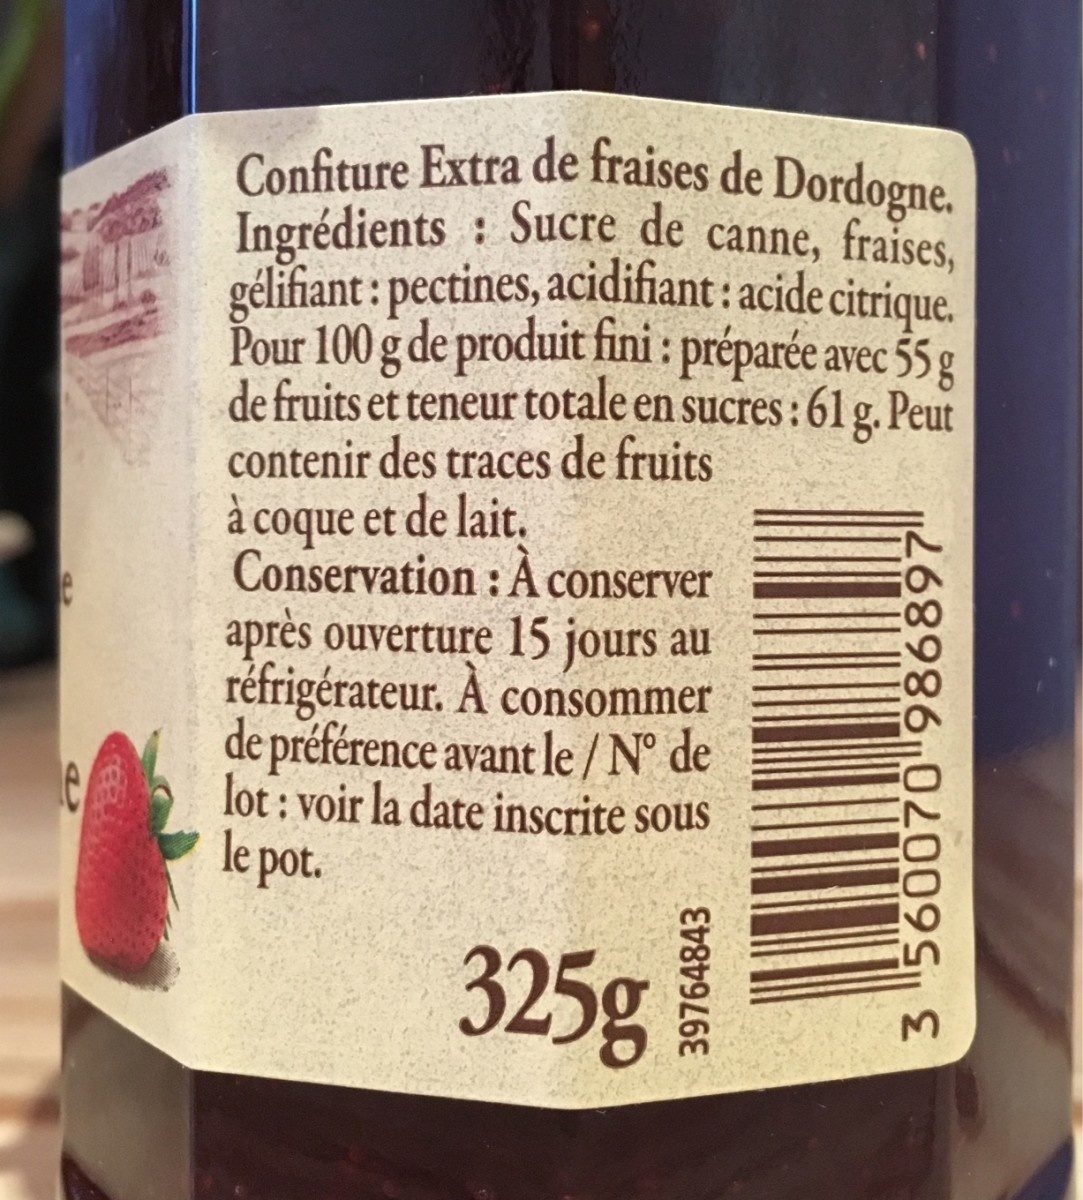 Confiture Extra de fraises de Dordogne.
Ingrédients : Sucre de canne, fraises,
gélifiant : pectines, acidifiant : acide citrique.
Pour 100 g de produit fini : préparée avec 55 g
de fruits et teneur totale en sucres : 61 g. Peut
contenir des traces de fruits
à coque et de lait.
Conservation : À conserver
après ouverture 15 jours au
réfrigérateur. À consommer
de préférence avant le / N° de
lot : voir la date inscrite sous
le pot.
325g
39764843
3 560070 986897